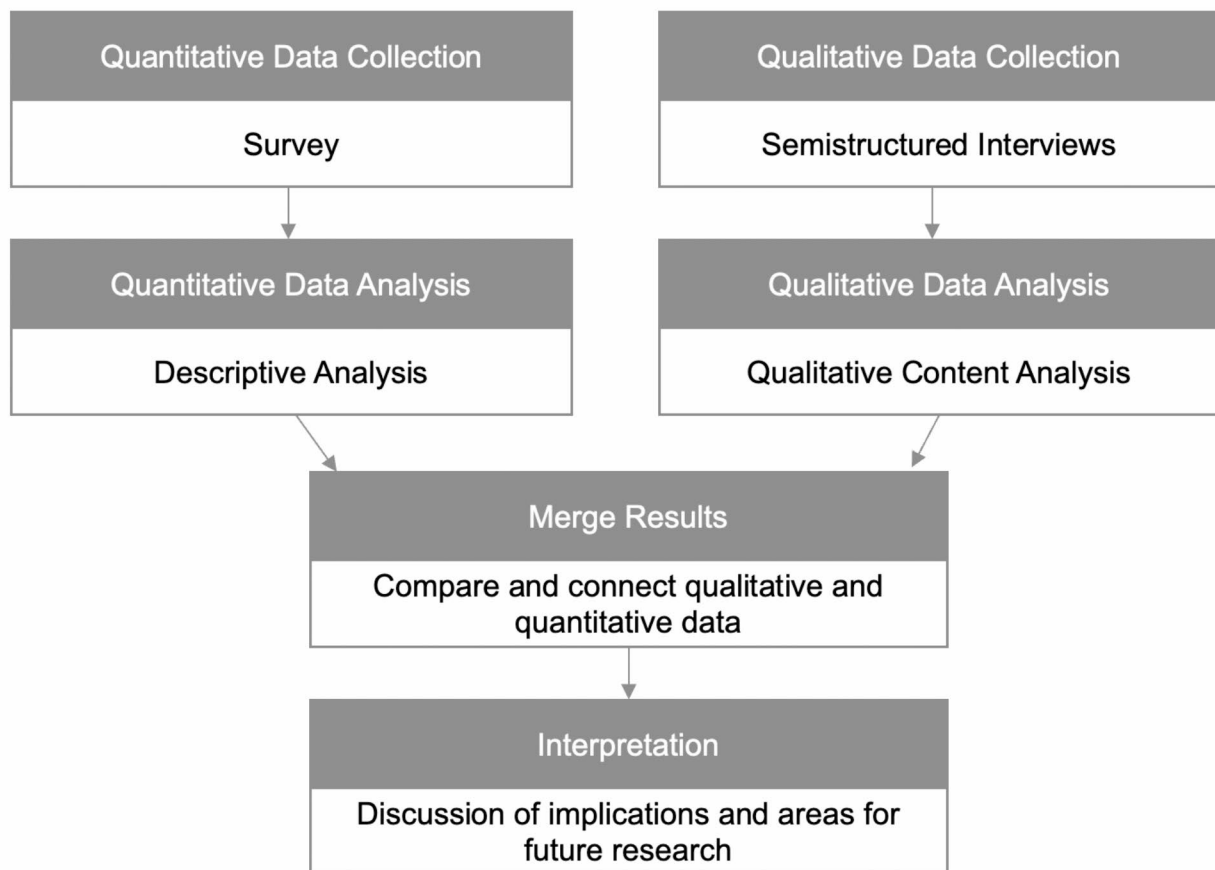 Quantitative Data Collection
Survey
Qualitative Data Collection
Semistructured Interviews
Quantitative Data Analysis
Descriptive Analysis
Qualitative Data Analysis
Qualitative Content Analysis
Merge Results
Compare and connect qualitative and
quantitative data
Interpretation
Discussion of implications and areas for
future research